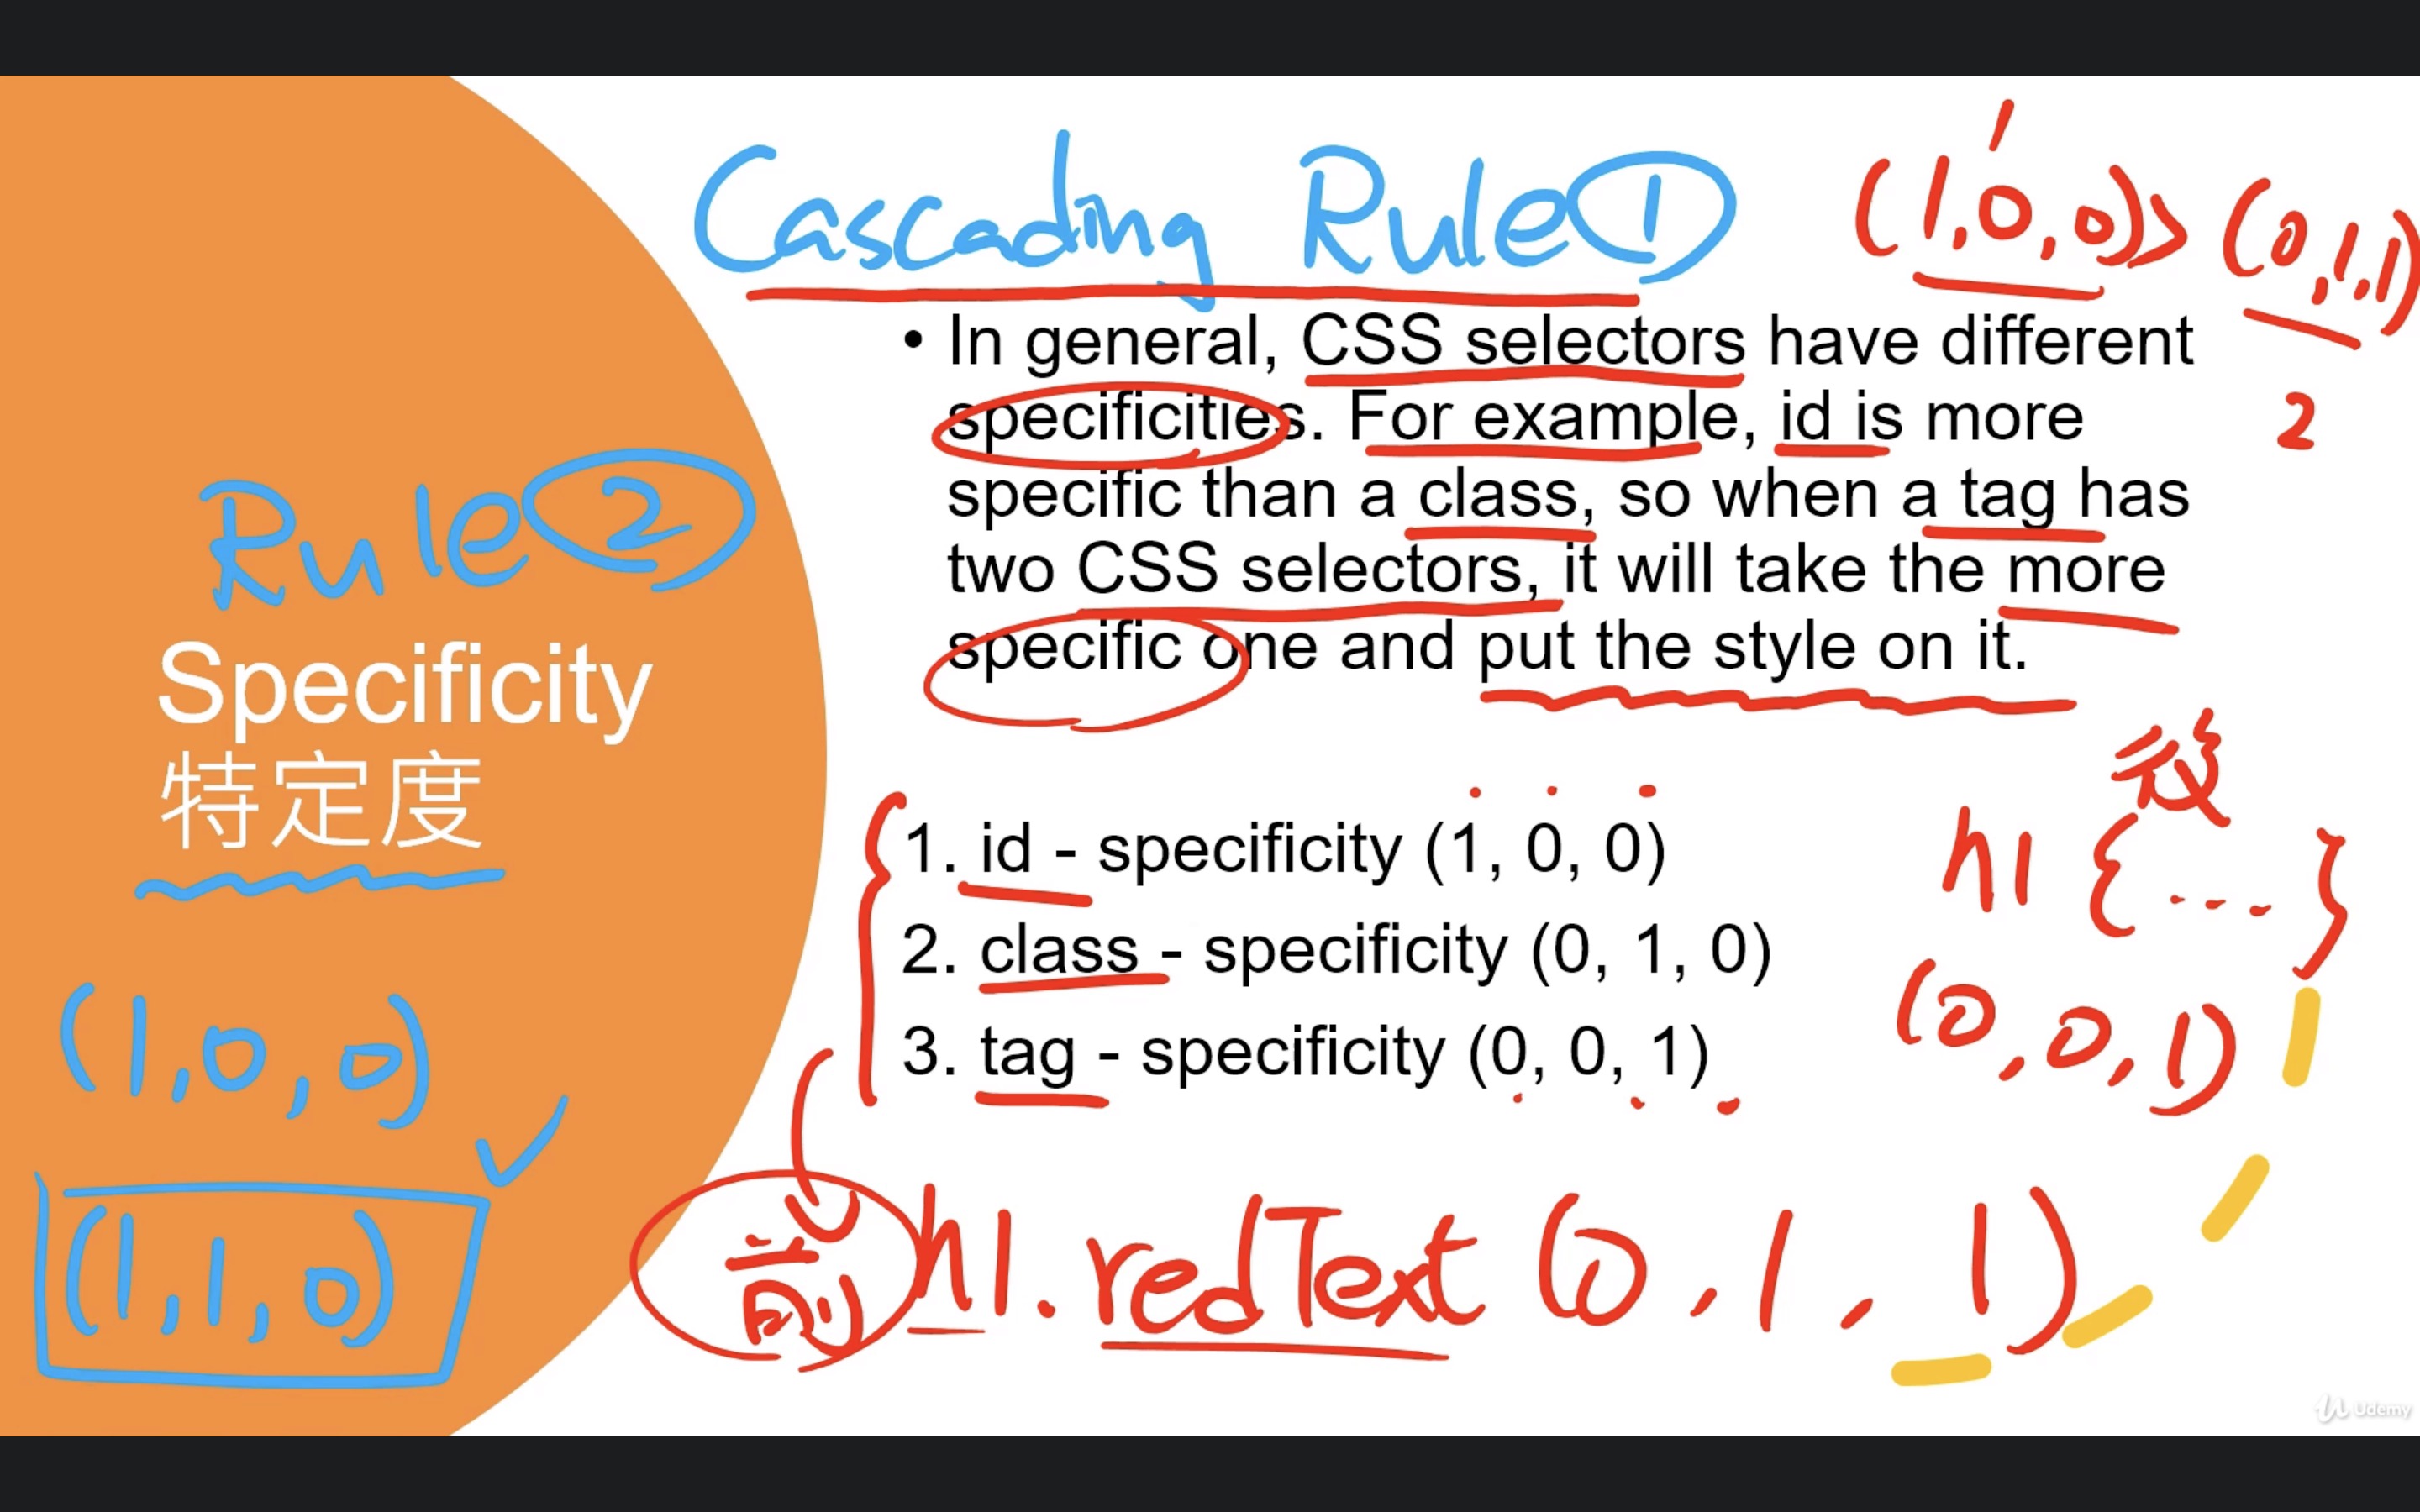 Cascading Rule ①
(1,0,0) > (0,1,1)
2
• In general, CSS selectors have different
specificities. For example, id is more
specific than a class, so when a tag has
two CSS selectors, it will take the more
specific one and put the style on it.
Rule ②
Specificity
特定度
(1,0,0)
(1,1,0)
1. id - specificity (1, 0, 0)
2. class - specificity (0, 1, 0)
3. tag - specificity (0, 0, 1)
後
h1 {...}
(0,0,1)
前
h1.redText (0,1,1)
Udemy